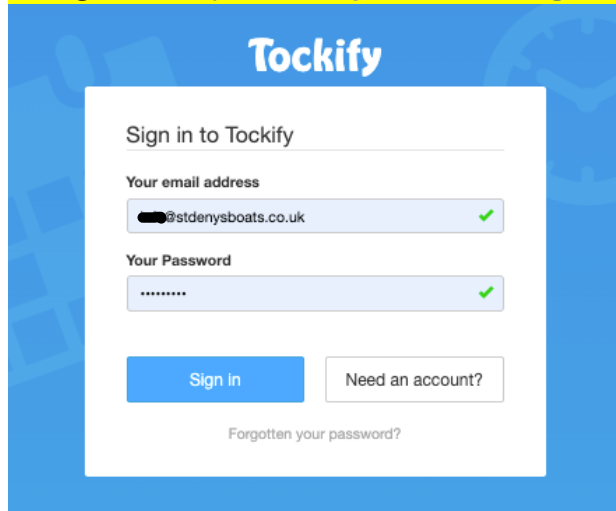 Tockify
Sign in to Tockify
Your email address
@stdenysboats.co.uk
Your Password
•••••••••
Sign in
Need an account?
Forgotten your password?